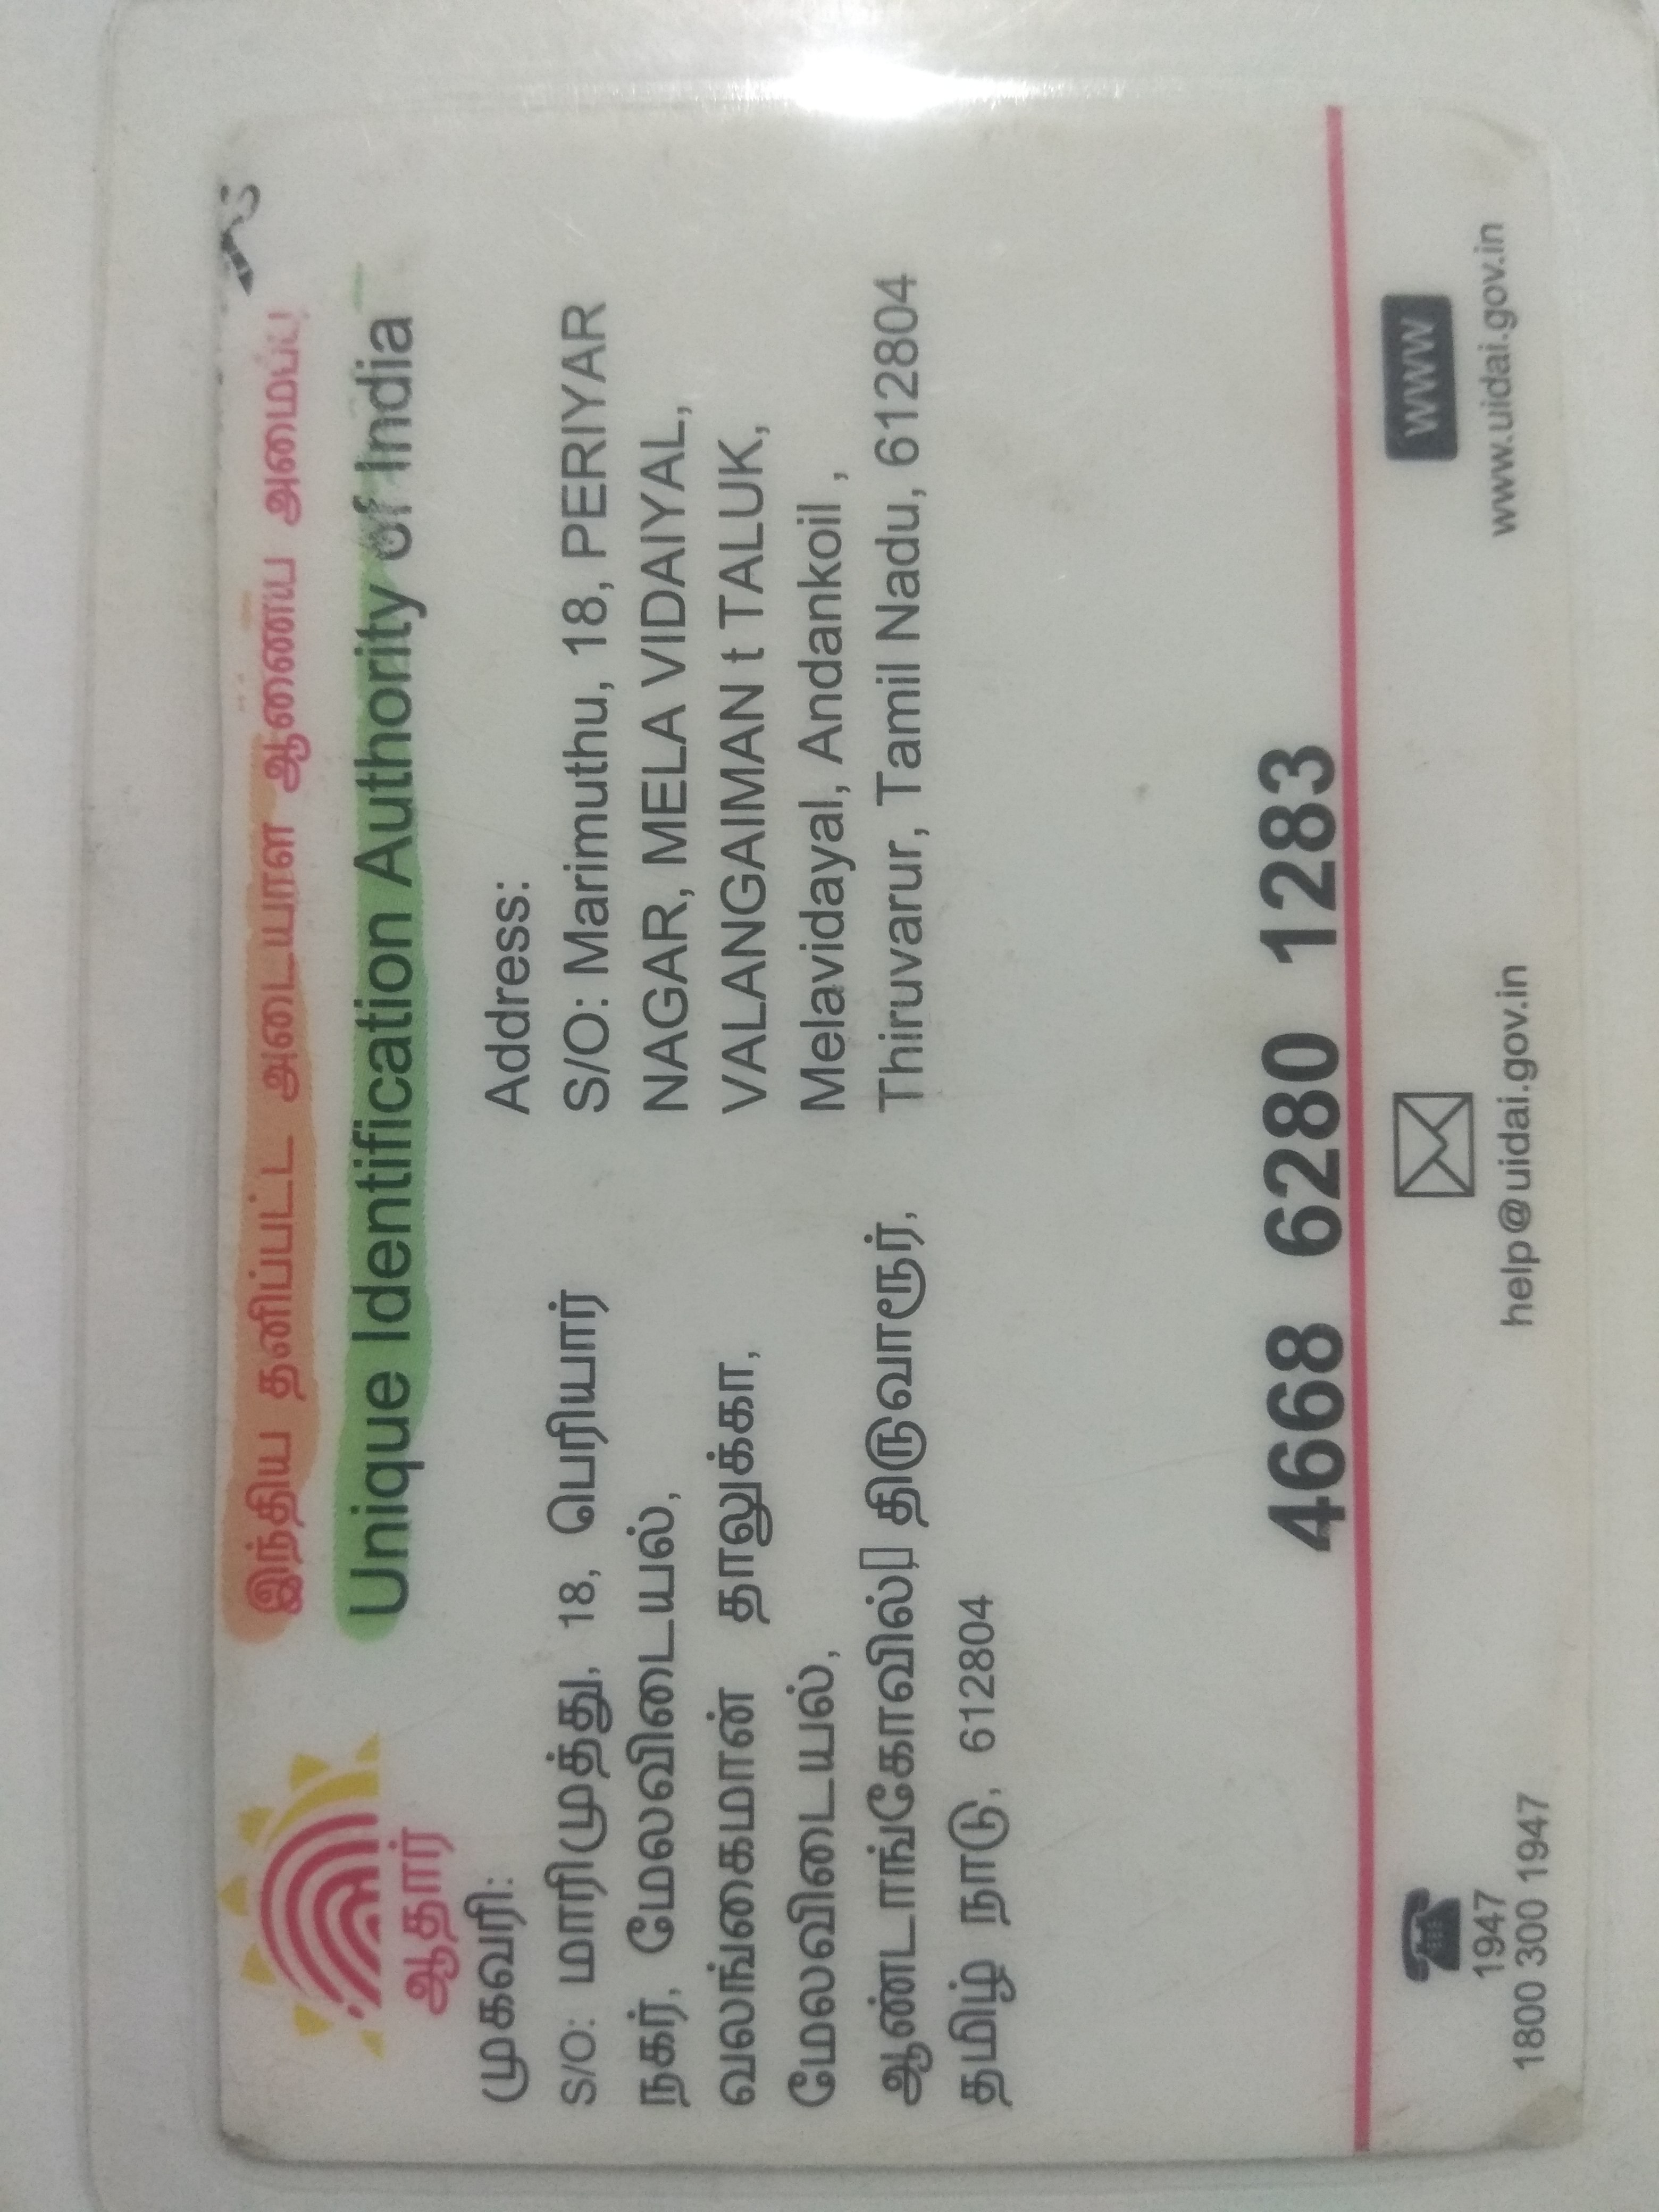 இந்திய தனிப்பட்ட அடையாள ஆணைய அமைப்பு
Unique Identification Authority of India
ஆதார்
முகவரி:
S/O: மாரிமுத்து, 18, பெரியார்
நகர், மேலவிடையல்,
வலங்கைமான் தாலுக்கா,
மேலவிடையல்,
ஆண்டாங்கோவில் திருவாரூர்,
தமிழ் நாடு, 612804
Address:
S/O: Marimuthu, 18, PERIYAR
NAGAR, MELA VIDAIYAL,
VALANGAIMAN t TALUK,
Melavidayal, Andankoil ,
Thiruvarur, Tamil Nadu, 612804
4668 6280 1283
1947
1800 300 1947
help@uidai.gov.in
WWW
www.uidai.gov.in